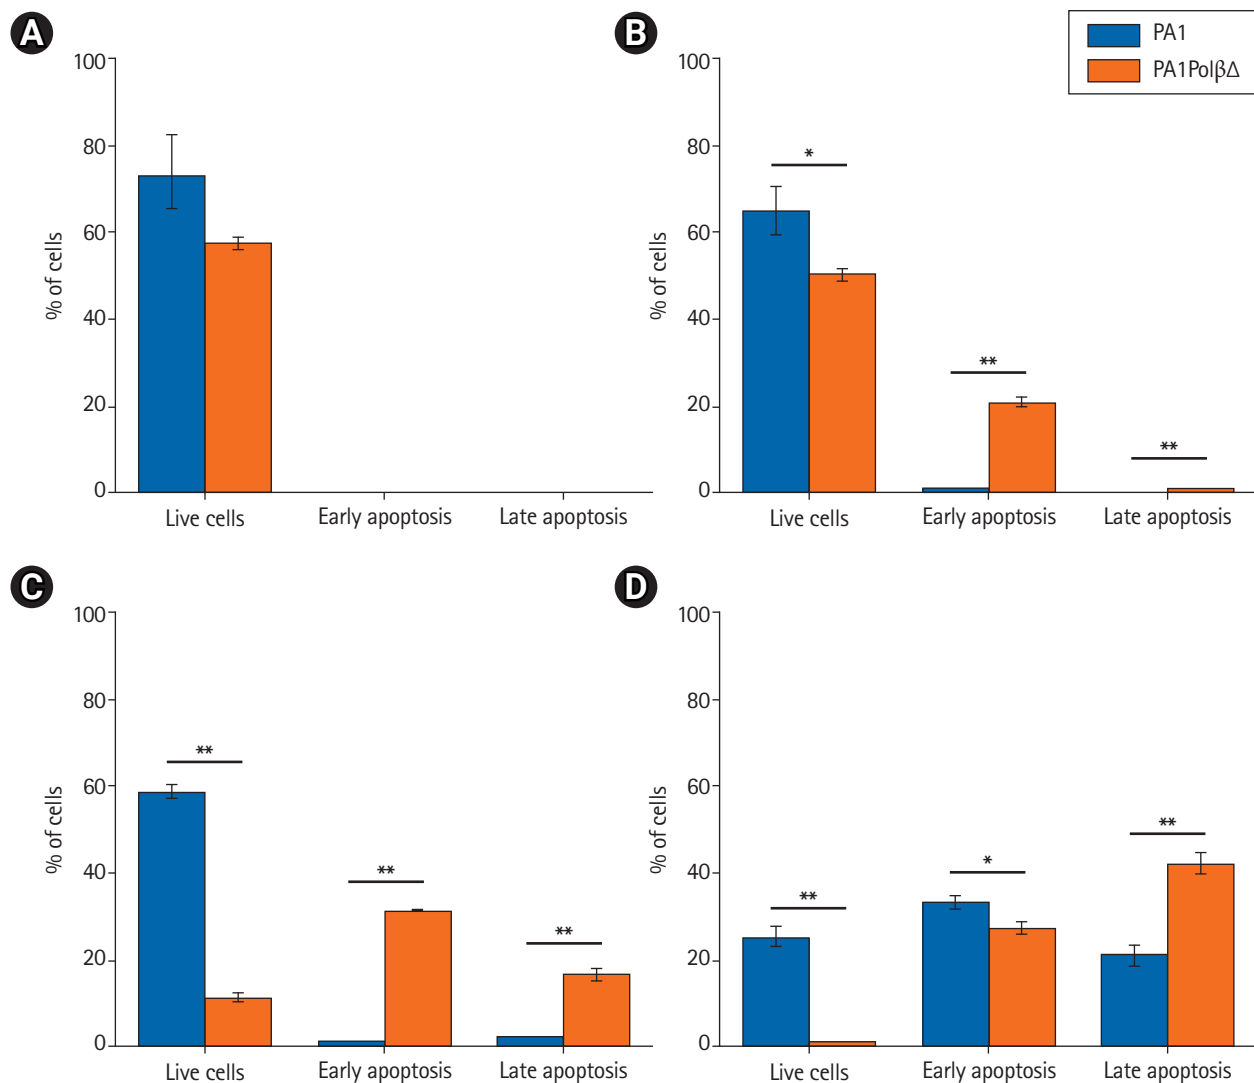 A
100
80
60
40
20
0
% of cells
Live cells
Early apoptosis
Late apoptosis
B
PA1
PA1PolβΔ
100
80
60
40
20
0
% of cells
*
**
**
Live cells
Early apoptosis
Late apoptosis
C
100
80
60
40
20
0
% of cells
**
**
**
Live cells
Early apoptosis
Late apoptosis
D
100
80
60
40
20
0
% of cells
**
*
**
Live cells
Early apoptosis
Late apoptosis